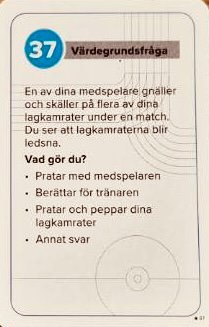 37 Värdegrundsfråga
En av dina medspelare gnäller
och skäller på flera av dina
lagkamrater under en match.
Du ser att lagkamraterna blir
ledsna.
Vad gör du?
• Pratar med medspelaren
• Berättar för tränaren
• Pratar och peppar dina
lagkamrater
• Annat svar